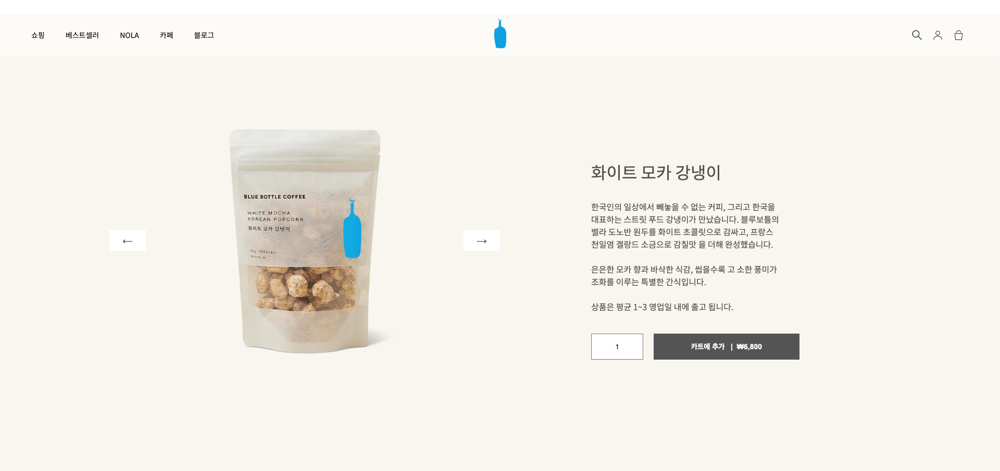 쇼핑 베스트셀러 NOLA 카페 블로그
BLUE BOTTLE COFFEE
WHITE MOCHA
KOREAN POPCORN
화이트 모카 강냉이
55g (260kcal)
←
→
화이트 모카 강냉이
한국인의 일상에서 빼놓을 수 없는 커피, 그리고 한국을
대표하는 스트릿 푸드 강냉이가 만났습니다. 블루보틀의
벨라 도노반 원두를 화이트 초콜릿으로 감싸고, 프랑스
천일염 겔랑드 소금으로 감칠맛 을 더해 완성했습니다.
은은한 모카 향과 바삭한 식감, 씹을수록 고 소한 풍미가
조화를 이루는 특별한 간식입니다.
상품은 평균 1~3 영업일 내에 출고 됩니다.
1
카트에 추가 | ₩6,800